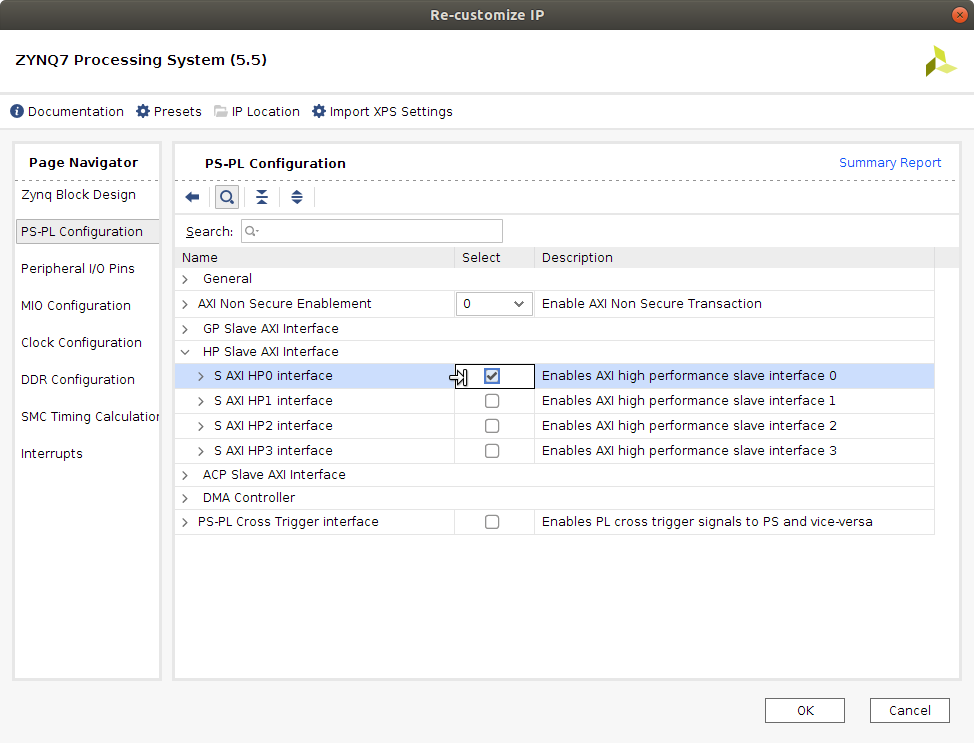 Re-customize IP
ZYNQ7 Processing System (5.5)
Documentation Presets IP Location Import XPS Settings
Page Navigator
Zynq Block Design
PS-PL Configuration
Peripheral I/O Pins
MIO Configuration
Clock Configuration
DDR Configuration
SMC Timing Calculation
Interrupts
PS-PL Configuration Summary Report
Search:
Name Select Description
General
AXI Non Secure Enablement 0 Enable AXI Non Secure Transaction
GP Slave AXI Interface
HP Slave AXI Interface
S AXI HP0 interface Enables AXI high performance slave interface 0
S AXI HP1 interface Enables AXI high performance slave interface 1
S AXI HP2 interface Enables AXI high performance slave interface 2
S AXI HP3 interface Enables AXI high performance slave interface 3
ACP Slave AXI Interface
DMA Controller
PS-PL Cross Trigger interface Enables PL cross trigger signals to PS and vice-versa
OK Cancel